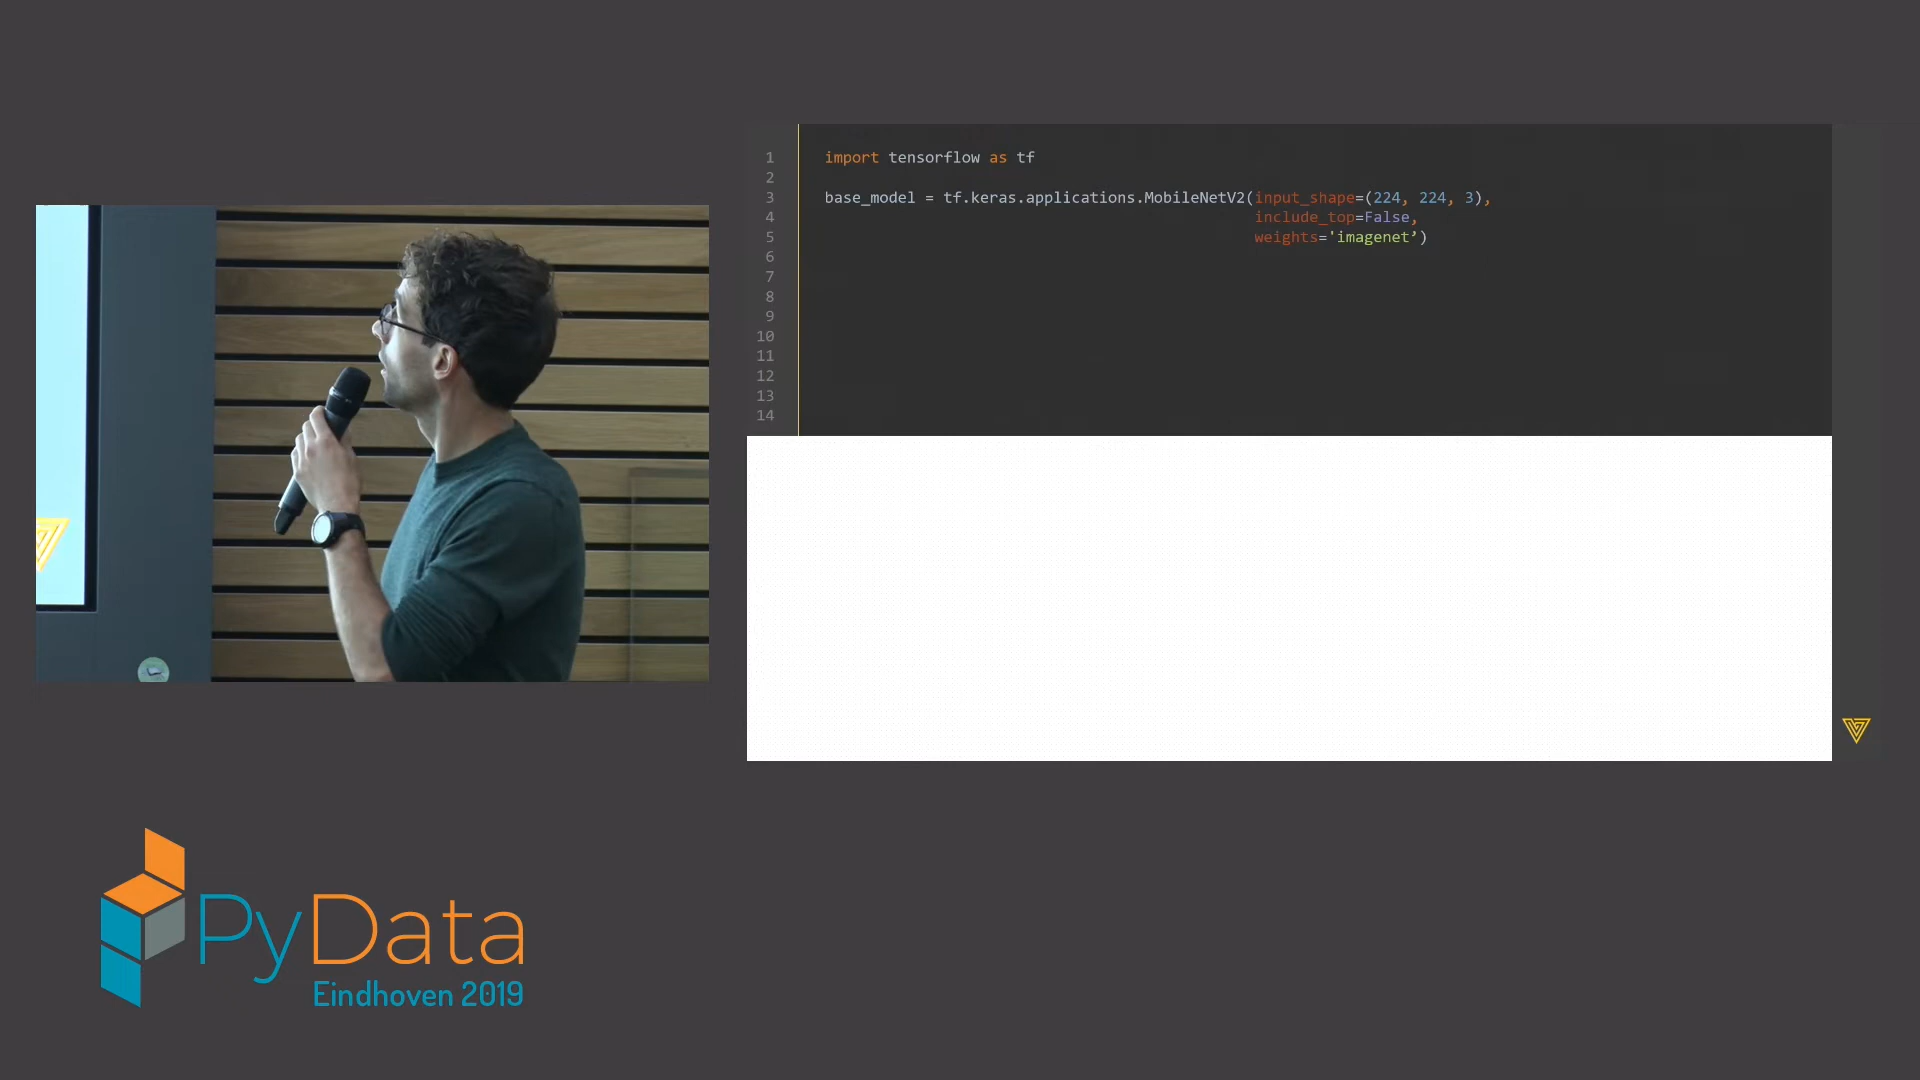 1 import tensorflow as tf
2
3 base_model = tf.keras.applications.MobileNetV2(input_shape=(224, 224, 3),
4 include_top=False,
5 weights='imagenet’)
6
7
8
9
10
11
12
13
14
PyData
Eindhoven 2019